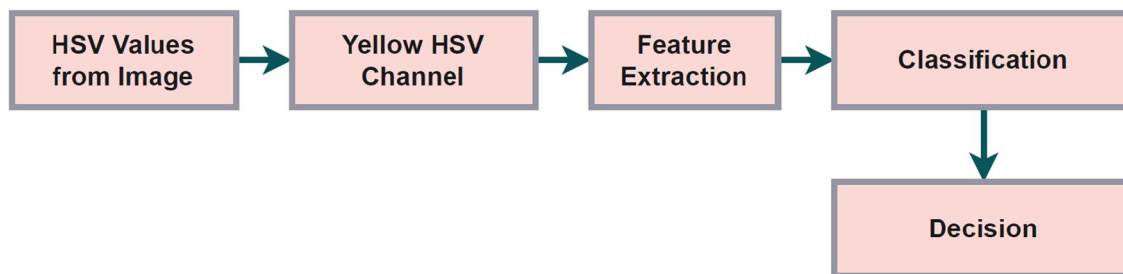 HSV Values
from Image
Yellow HSV
Channel
Feature
Extraction
Classification
Decision